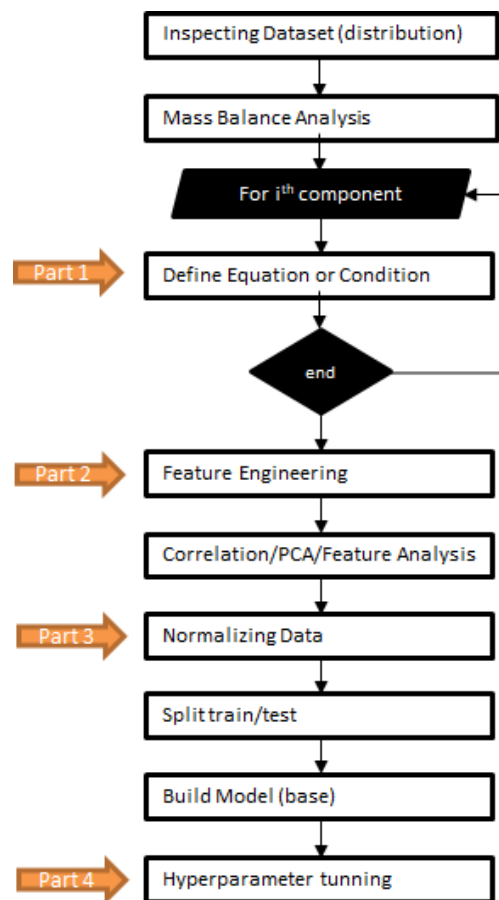 Inspecting Dataset (distribution)
Mass Balance Analysis
For iᵗʰ component
Part 1
Define Equation or Condition
end
Part 2
Feature Engineering
Correlation/PCA/Feature Analysis
Part 3
Normalizing Data
Split train/test
Build Model (base)
Part 4
Hyperparameter tunning